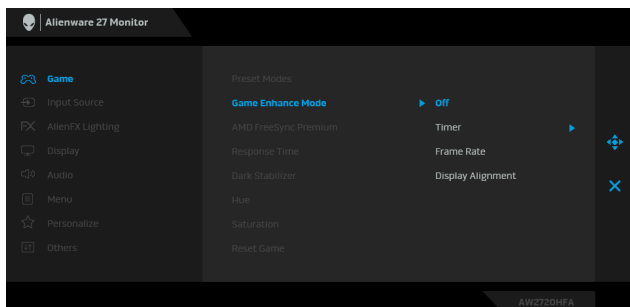 Alienware 27 Monitor
Game
Input Source
AlienFX Lighting
Display
Audio
Menu
Personalize
Others
Preset Modes
Game Enhance Mode
AMD FreeSync Premium
Response Time
Dark Stabilizer
Hue
Saturation
Reset Game
Off
Timer
Frame Rate
Display Alignment
AW2720HFA